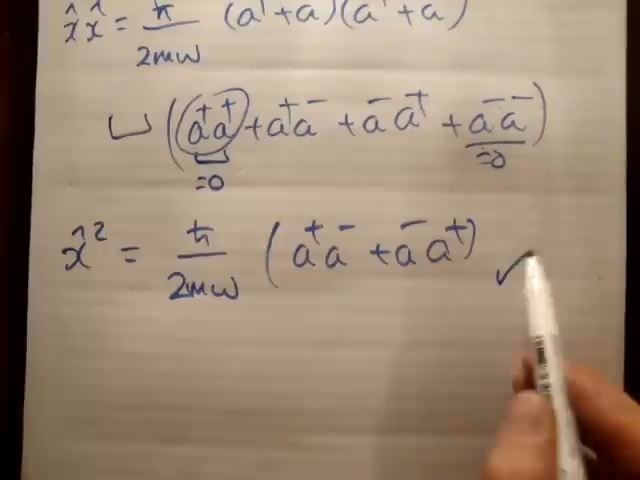 x̂x̂ = ħ/2mω (a⁺+a)(a⁺+a)
␣ (a⁺a⁺ + a⁺a⁻ + a⁻a⁺ + a⁻a⁻)
=0 =0
x̂² = ħ/2mω (a⁺a⁻ + a⁻a⁺) ✓